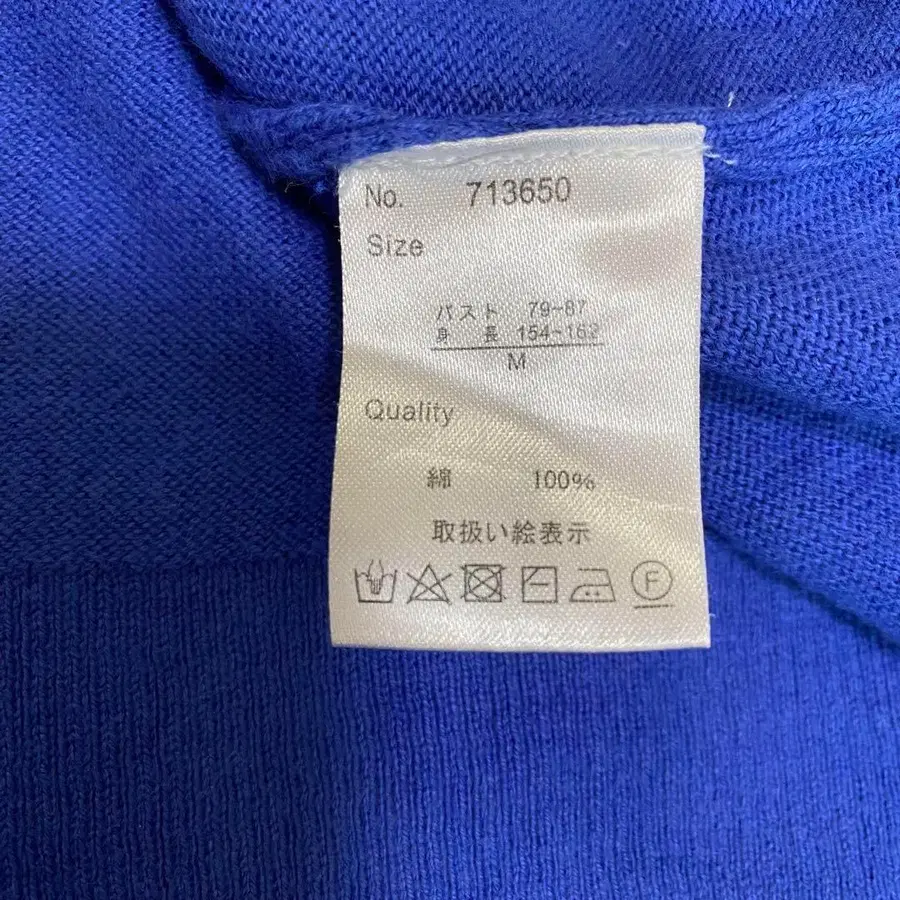 No. 713650
Size
バスト 79-87
身長 154-162
M
Quality
綿 100%
取扱い絵表示
F